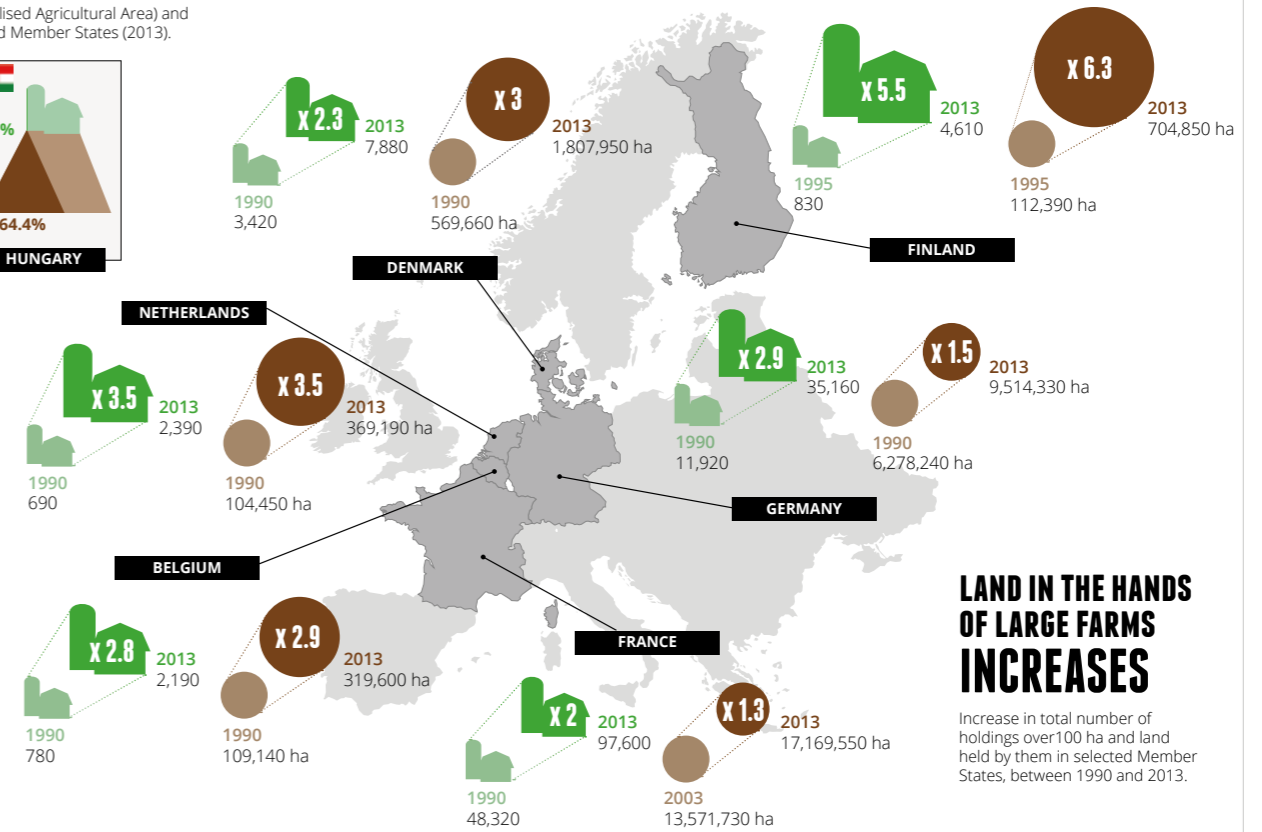 lised Agricultural Area) and
d Member States (2013).
%
64.4%
HUNGARY
x 2.3
2013
7,880
1990
3,420
x 3
2013
1,807,950 ha
1990
569,660 ha
DENMARK
x 5.5
2013
4,610
1995
830
x 6.3
2013
704,850 ha
1995
112,390 ha
FINLAND
NETHERLANDS
x 3.5
2013
2,390
1990
690
x 3.5
2013
369,190 ha
1990
104,450 ha
x 2.9
2013
35,160
1990
11,920
x 1.5
2013
9,514,330 ha
1990
6,278,240 ha
GERMANY
BELGIUM
x 2.8
2013
2,190
1990
780
x 2.9
2013
319,600 ha
1990
109,140 ha
FRANCE
x 2
2013
97,600
1990
48,320
x 1.3
2013
17,169,550 ha
2003
13,571,730 ha
LAND IN THE HANDS
OF LARGE FARMS
INCREASES
Increase in total number of
holdings over100 ha and land
held by them in selected Member
States, between 1990 and 2013.